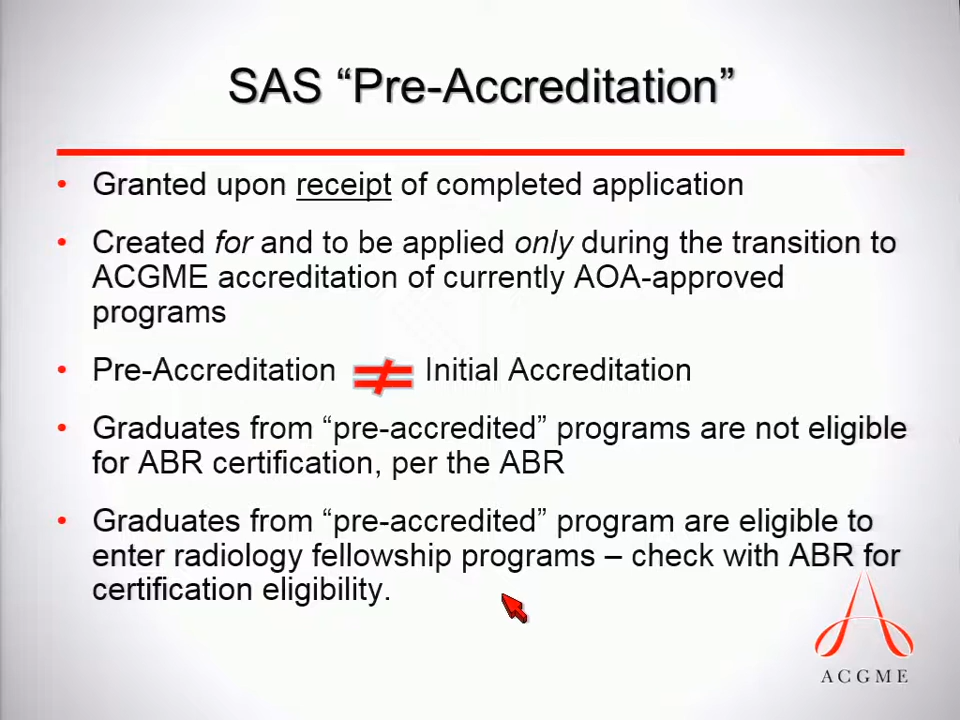 SAS “Pre-Accreditation”
• Granted upon receipt of completed application
• Created for and to be applied only during the transition to
ACGME accreditation of currently AOA-approved
programs
• Pre-Accreditation ≠ Initial Accreditation
• Graduates from “pre-accredited” programs are not eligible
for ABR certification, per the ABR
• Graduates from “pre-accredited” program are eligible to
enter radiology fellowship programs – check with ABR for
certification eligibility.
ACGME